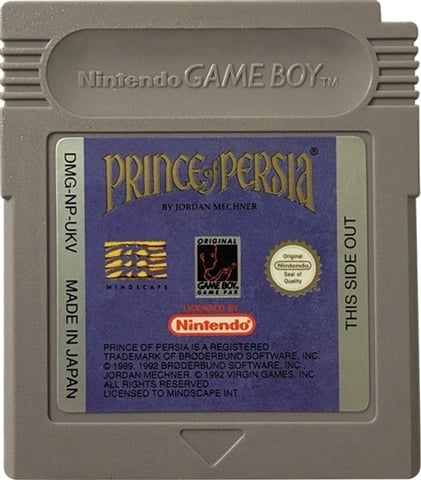 Nintendo GAME BOY TM
DMG-NP-UKV MADE IN JAPAN
PRINCE of PERSIA®
BY JORDAN MECHNER
MINDSCAPE
ORIGINAL
GAME BOY
GAME PAK
Original
Nintendo
Seal of
Quality
LICENSED BY
Nintendo®
PRINCE OF PERSIA IS A REGISTERED
TRADEMARK OF BRØDERBUND SOFTWARE, INC.
© 1989, 1992 BRØDERBUND SOFTWARE, INC.,
JORDAN MECHNER. © 1992 VIRGIN GAMES, INC
ALL RIGHTS RESERVED
LICENSED TO MINDSCAPE INT
THIS SIDE OUT